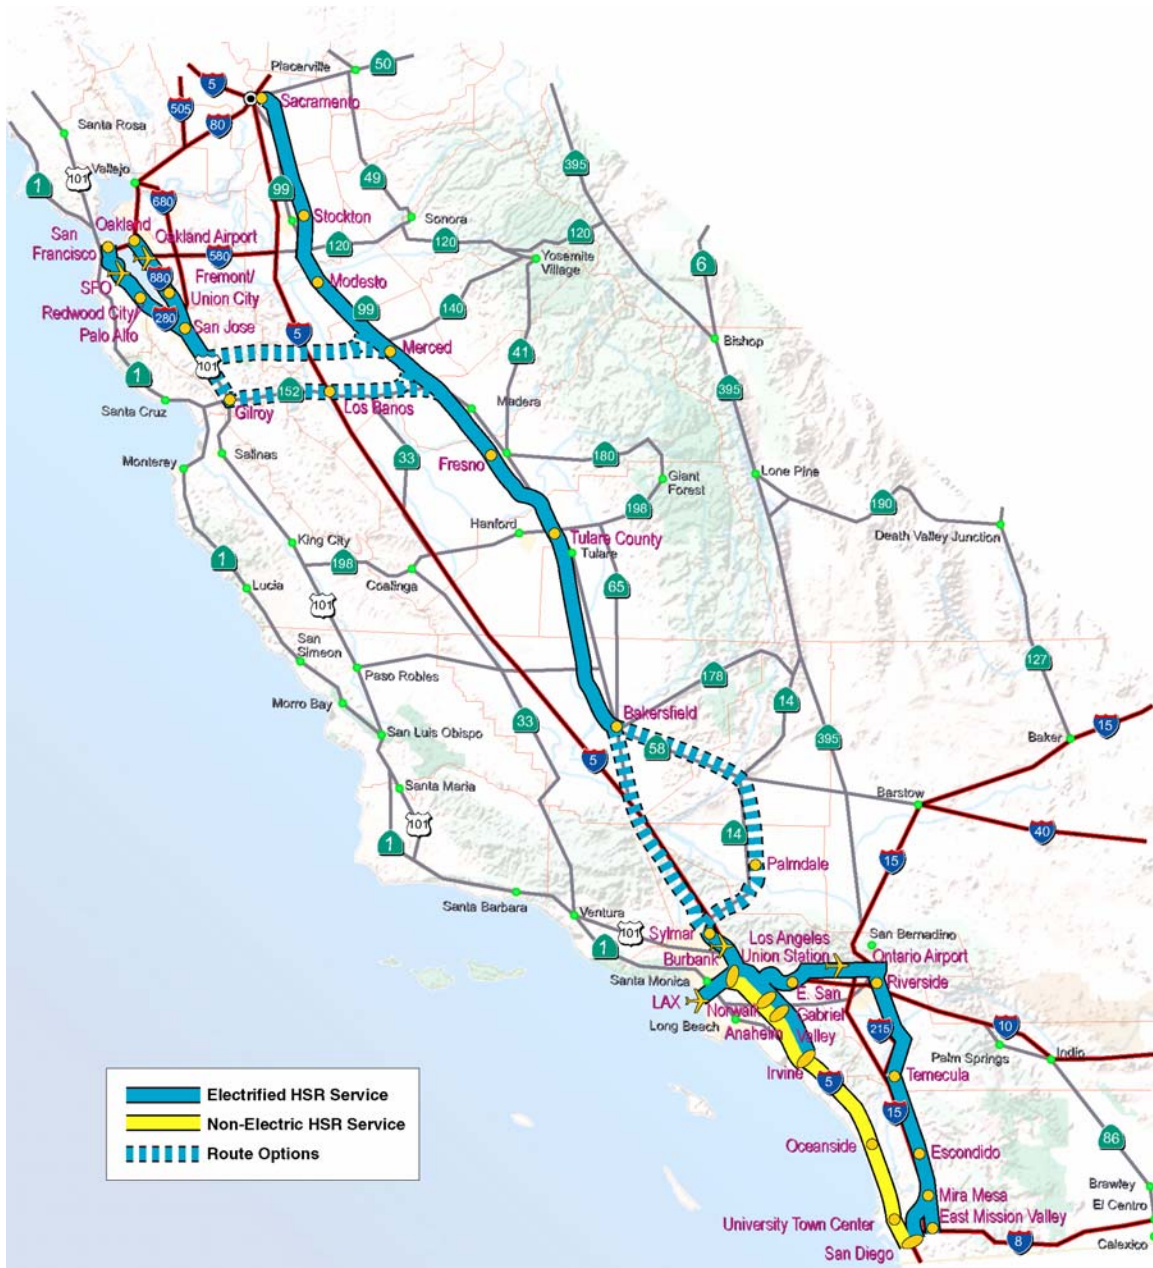 Placerville
50
5
505
Sacramento
80
Santa Rosa
Vallejo
1
101
680
99
49
395
Stockton
Sonora
Oakland
San
Francisco
Oakland Airport
580
120
120
120
6
Yosemite
Village
SFO
880
Fremont/
Union City
Modesto
Redwood City/
Palo Alto
280
San Jose
99
140
5
Bishop
101
Merced
41
1
395
Santa Cruz
Gilroy
152
Los Banos
Madera
Monterey
Salinas
33
Fresno
180
Giant
Forest
Lone Pine
198
190
Hanford
Tulare County
Death Valley Junction
King City
Tulare
1
198
Coalinga
65
Lucia
101
San
Simeon
127
Paso Robles
178
Morro Bay
14
33
Bakersfield
15
San Luis Obispo
58
395
Baker
5
Santa Maria
Barstow
101
1
14
40
15
Palmdale
Santa Barbara
Ventura
101
Sylmar
Los Angeles
Union Station
San Bernadino
1
Burbank
Ontario Airport
Santa Monica
Riverside
LAX
E. San
Gabriel
Valley
Norwalk
Long Beach
Anaheim
215
10
Palm Springs
Indio
Irvine
5
Temecula
15
86
Electrified HSR Service
Non-Electric HSR Service
Route Options
Oceanside
Escondido
Brawley
Mira Mesa
El Centro
University Town Center
East Mission Valley
San Diego
8
Calexico